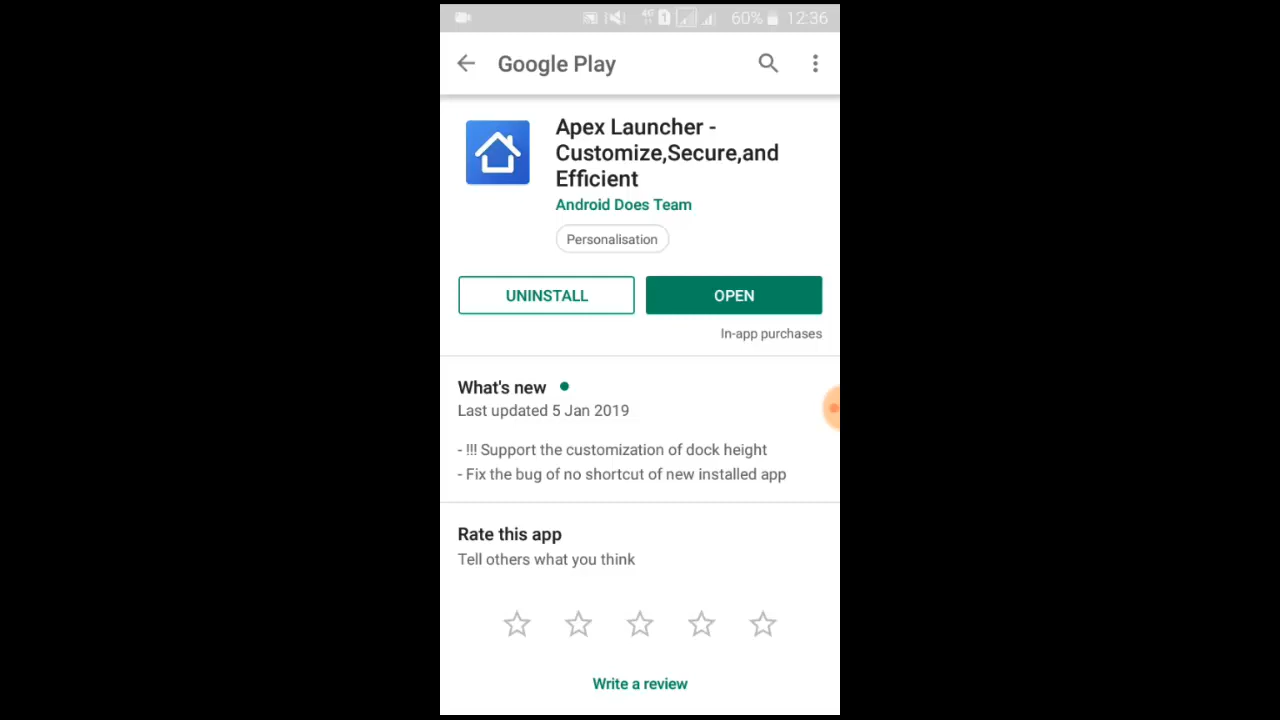 4G 1 60% 12:36
Google Play
Apex Launcher -
Customize,Secure,and
Efficient
Android Does Team
Personalisation
UNINSTALL OPEN
In-app purchases
What's new
Last updated 5 Jan 2019
- !!! Support the customization of dock height
- Fix the bug of no shortcut of new installed app
Rate this app
Tell others what you think
Write a review